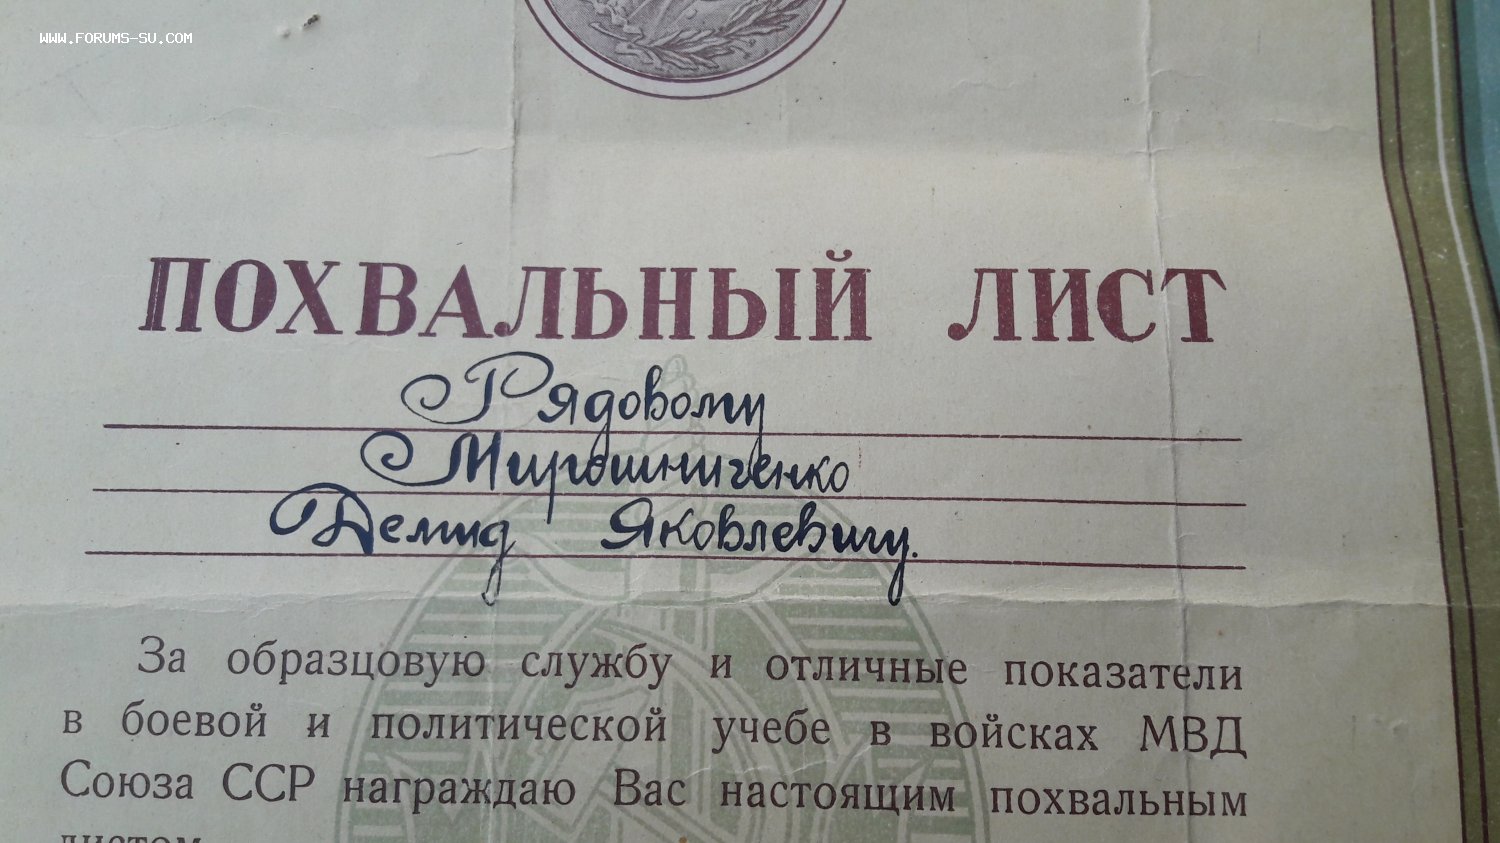 WWW.FORUMS-SU.COM
ПОХВАЛЬНЫЙ ЛИСТ
Рядовому
Мирошниченко
Демид Яковлевичу.
За образцовую службу и отличные показатели
в боевой и политической учебе в войсках МВД
Союза ССР награждаю Вас настоящим похвальным
листом